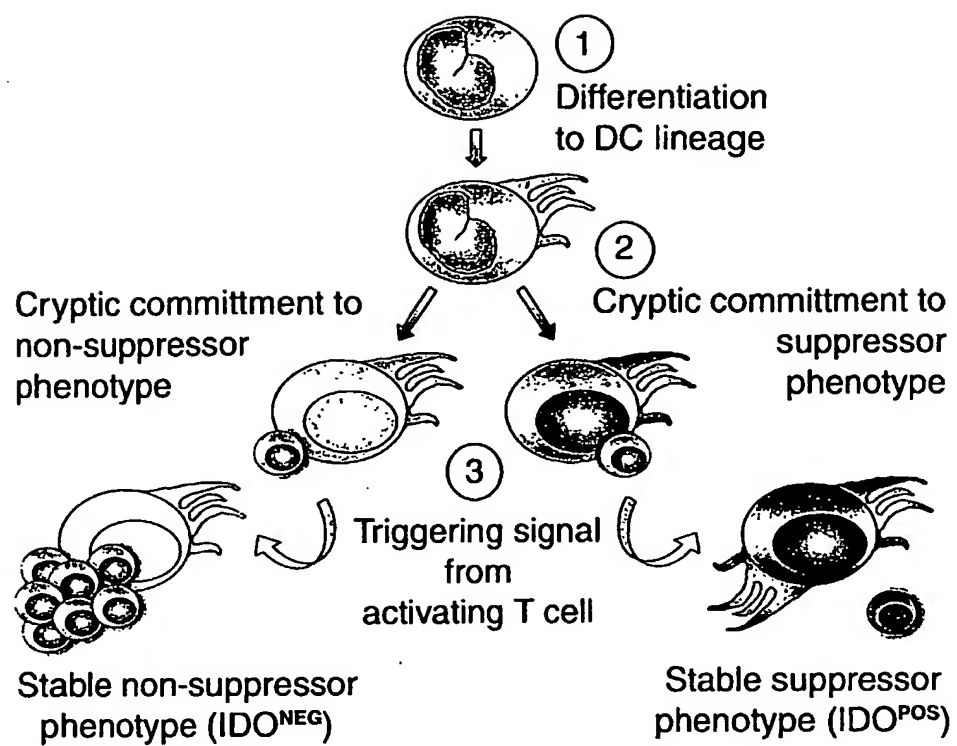 1
Differentiation
to DC lineage
2
Cryptic committment to
non-suppressor
phenotype
Cryptic committment to
suppressor
phenotype
3
Triggering signal
from
activating T cell
Stable non-suppressor
phenotype (IDONEG)
Stable suppressor
phenotype (IDOPOS)